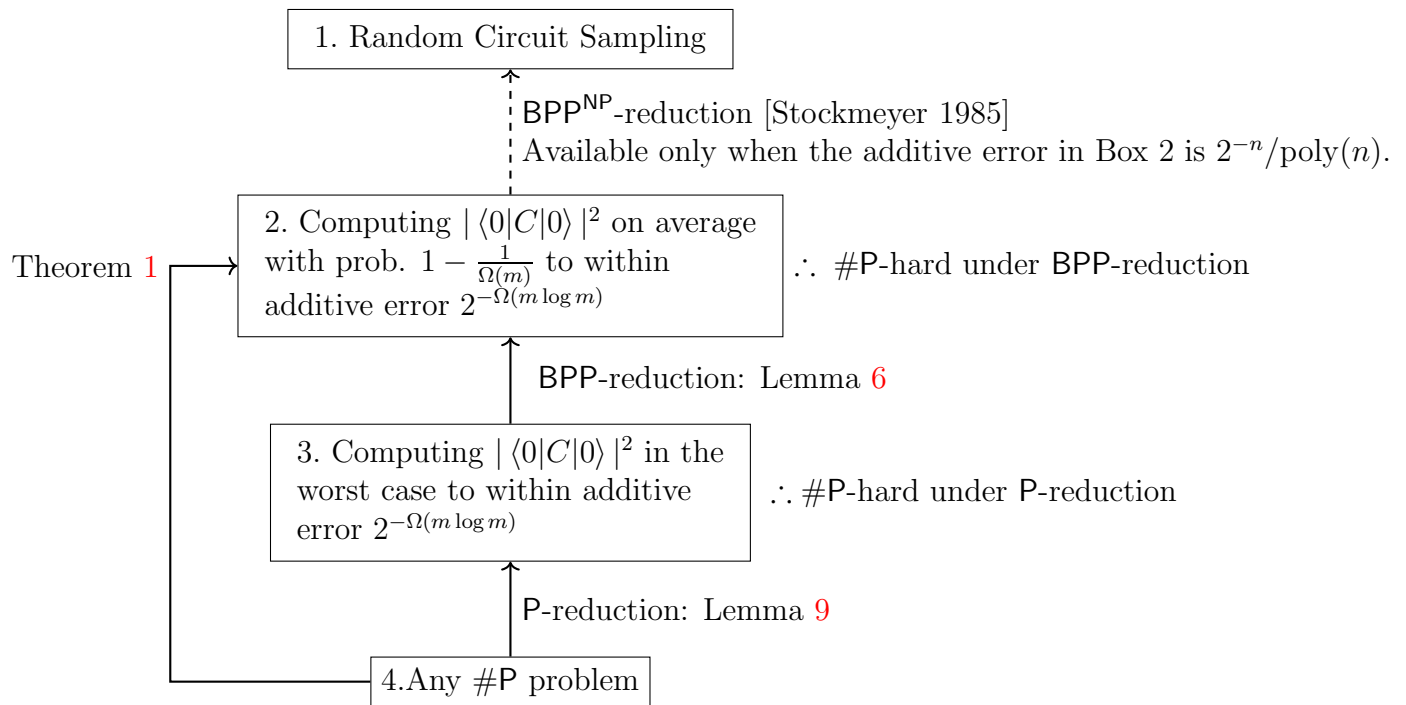 1. Random Circuit Sampling
BPP^NP-reduction [Stockmeyer 1985]
Available only when the additive error in Box 2 is 2^{-n}/poly(n).
Theorem 1
2. Computing |⟨0|C|0⟩|^2 on average
with prob. 1 − \frac{1}{Ω(m)} to within
additive error 2^{-Ω(m log m)}
∴ #P-hard under BPP-reduction
BPP-reduction: Lemma 6
3. Computing |⟨0|C|0⟩|^2 in the
worst case to within additive
error 2^{-Ω(m log m)}
∴ #P-hard under P-reduction
P-reduction: Lemma 9
4.Any #P problem